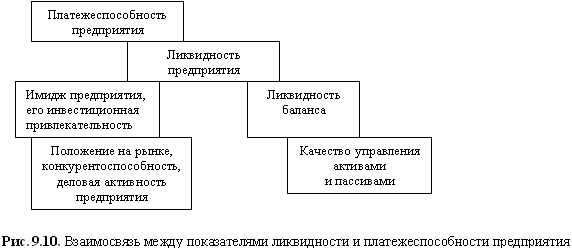 Платежеспособность
предприятия
Ликвидность
предприятия
Имидж предприятия,
его инвестиционная
привлекательность
Ликвидность
баланса
Положение на рынке,
конкурентоспособность,
деловая активность
предприятия
Качество управления
активами
и пассивами
Рис. 9.10. Взаимосвязь между показателями ликвидности и платежеспособности предприятия